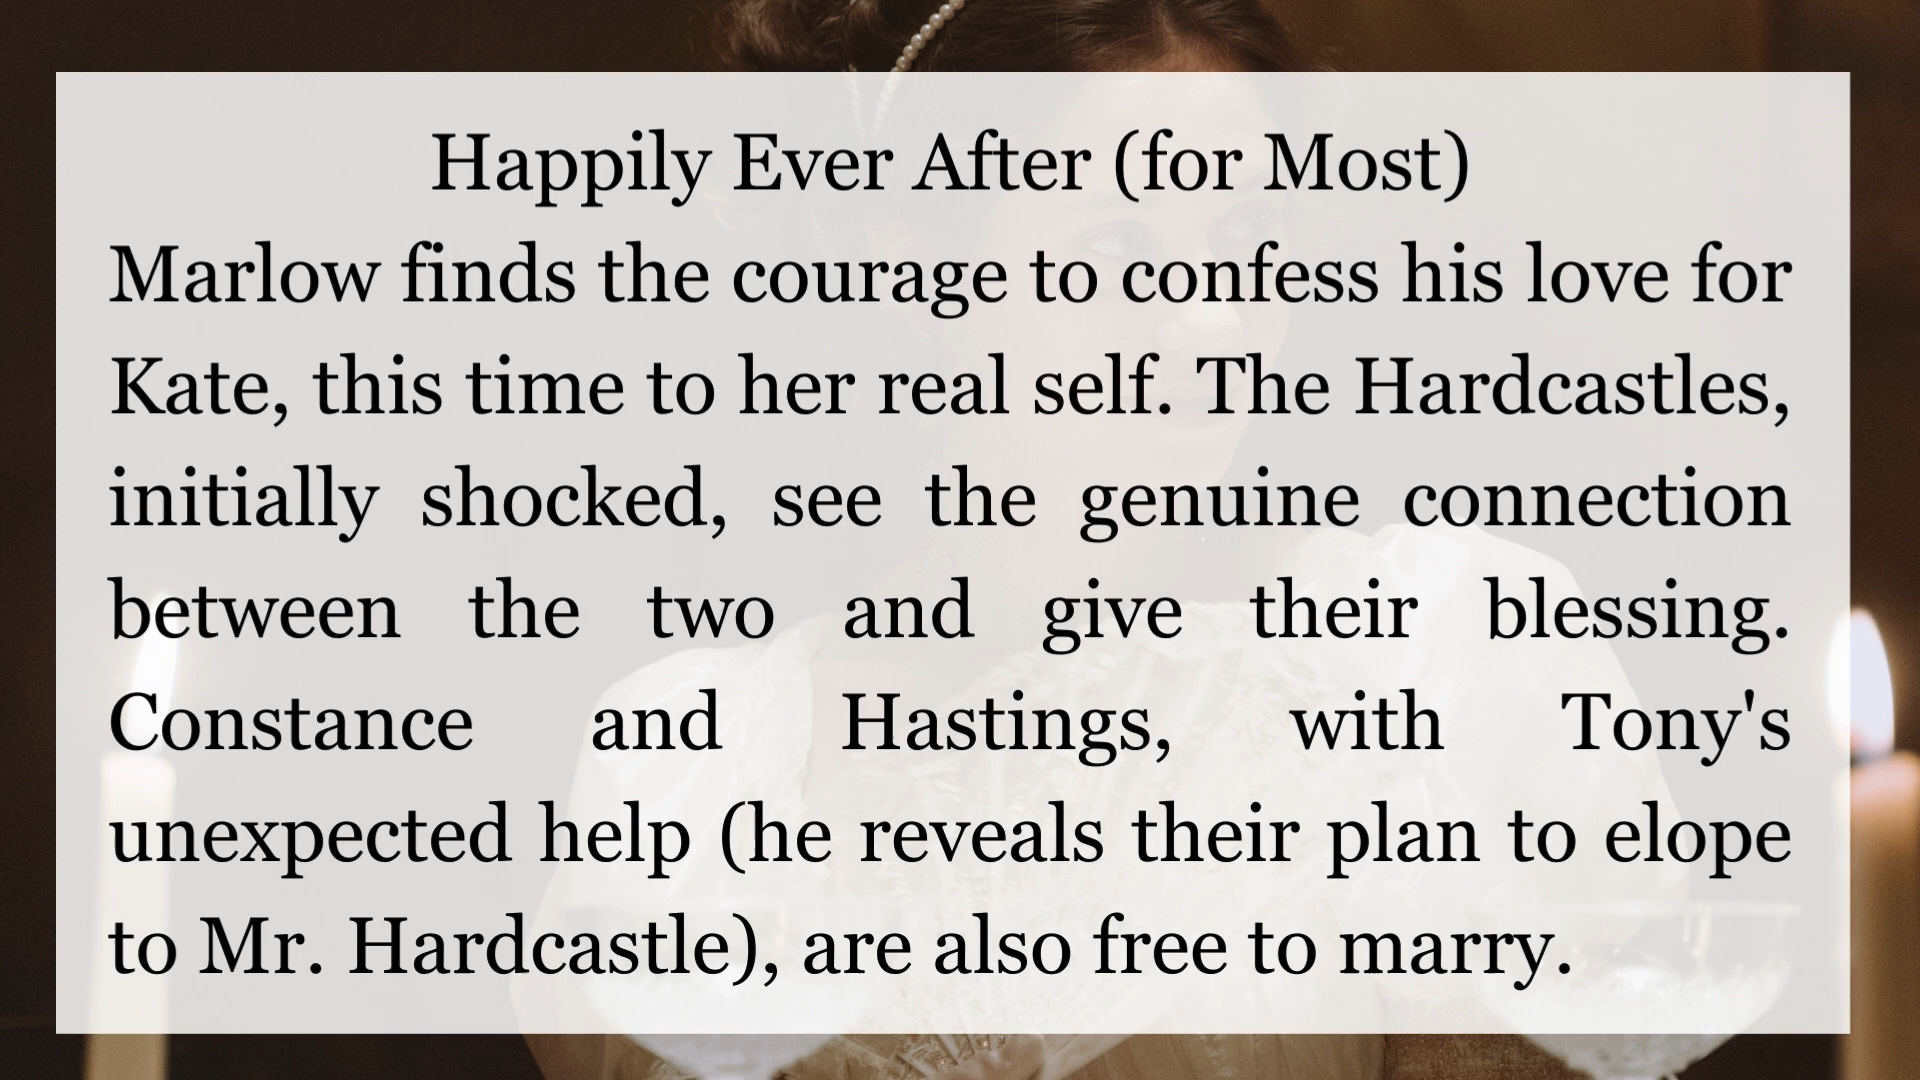 Happily Ever After (for Most)
Marlow finds the courage to confess his love for
Kate, this time to her real self. The Hardcastles,
initially shocked, see the genuine connection
between the two and give their blessing.
Constance and Hastings, with Tony's
unexpected help (he reveals their plan to elope
to Mr. Hardcastle), are also free to marry.